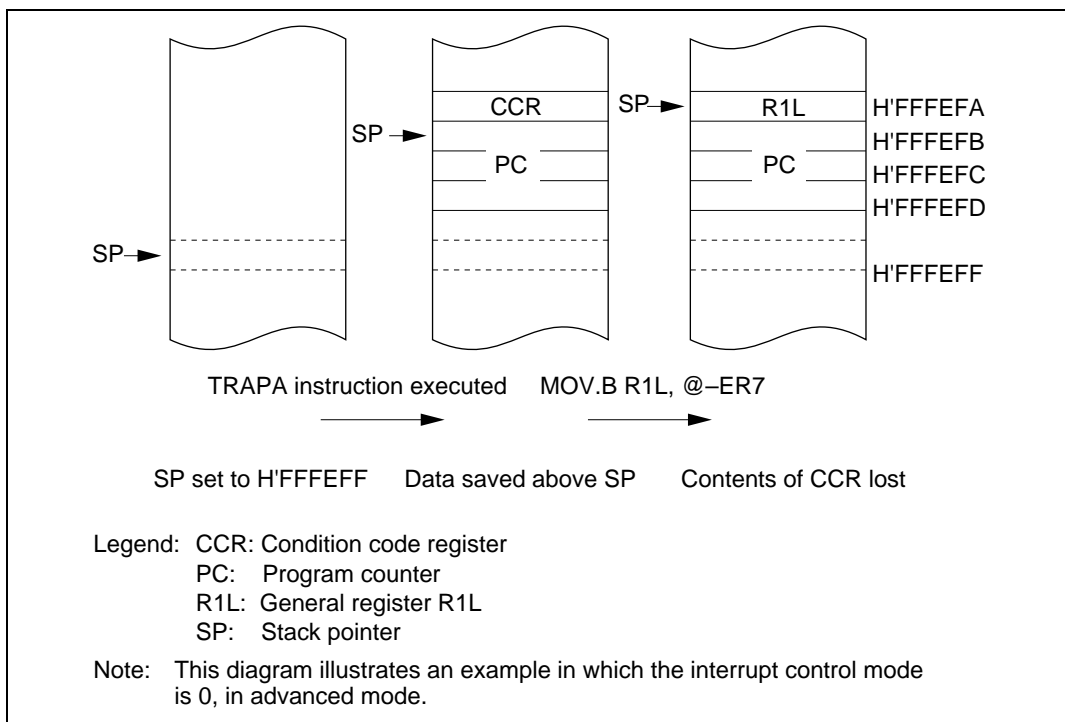 CCR
SP
R1L
H'FFFEFA
SP
H'FFFEFB
PC
PC
H'FFFEFC
H'FFFEFD
SP
H'FFFEFF
TRAPA instruction executed
MOV.B R1L, @–ER7
SP set to H'FFFEFF
Data saved above SP
Contents of CCR lost
Legend: CCR: Condition code register
PC: Program counter
R1L: General register R1L
SP: Stack pointer
Note: This diagram illustrates an example in which the interrupt control mode
is 0, in advanced mode.